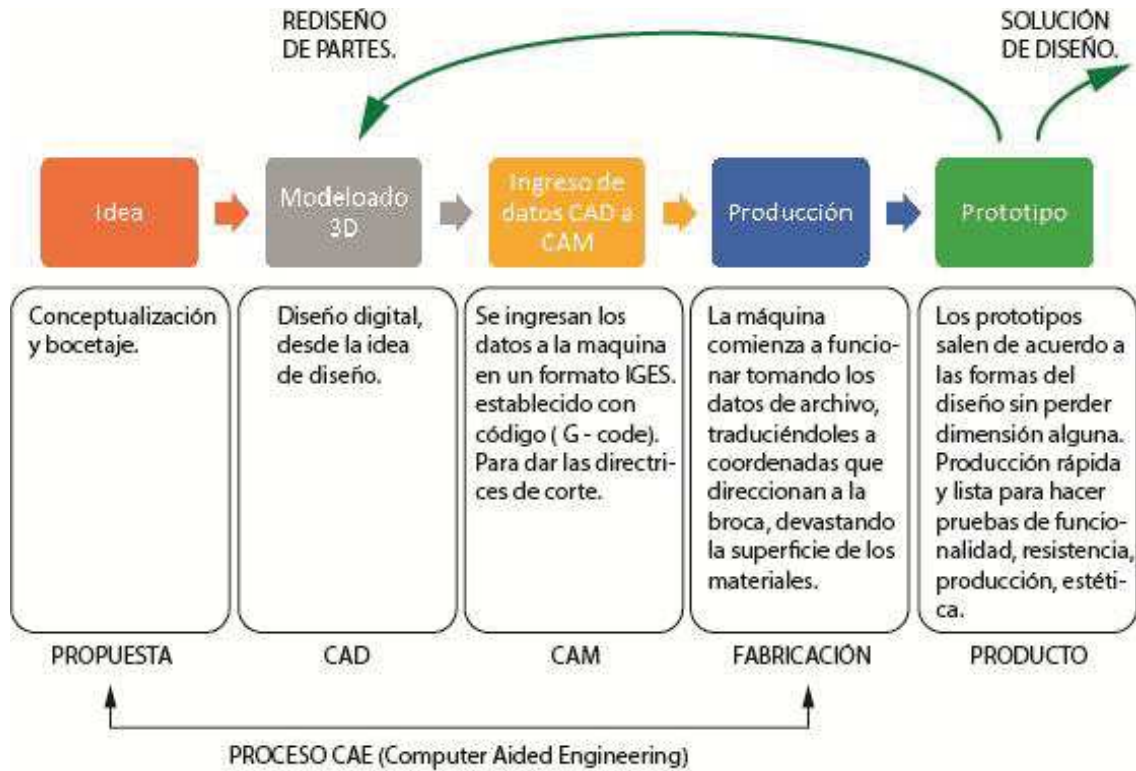 REDISEÑO
DE PARTES.
SOLUCIÓN
DE DISEÑO.
Idea
Modeloado
3D
Ingreso de
datos CAD a
CAM
Producción
Prototipo
Conceptualización
y bocetaje.
Diseño digital,
desde la idea
de diseño.
Se ingresan los
datos a la maquina
en un formato IGES.
establecido con
código ( G - code).
Para dar las directri-
ces de corte.
La máquina
comienza a funcio-
nar tomando los
datos de archivo,
traduciéndoles a
coordenadas que
direccionan a la
broca, devastando
la superficie de los
materiales.
Los prototipos
salen de acuerdo a
las formas del
diseño sin perder
dimensión alguna.
Producción rápida
y lista para hacer
pruebas de funcio-
nalidad, resistencia,
producción, estéti-
ca.
PROPUESTA
CAD
CAM
FABRICACIÓN
PRODUCTO
PROCESO CAE (Computer Aided Engineering)